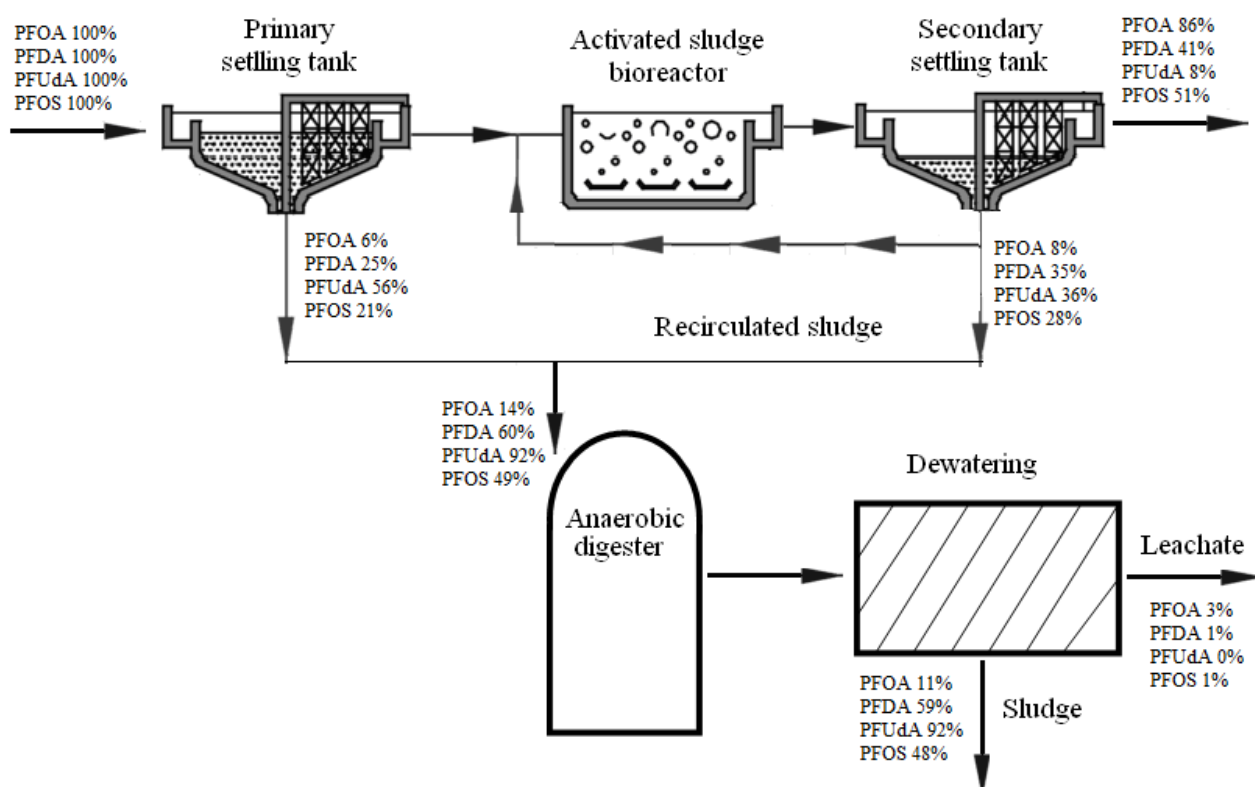 PFOA 100%
PFDA 100%
PFUdA 100%
PFOS 100%
Primary
setlling tank
Activated sludge
bioreactor
Secondary
settling tank
PFOA 86%
PFDA 41%
PFUdA 8%
PFOS 51%
PFOA 6%
PFDA 25%
PFUdA 56%
PFOS 21%
PFOA 8%
PFDA 35%
PFUdA 36%
PFOS 28%
Recirculated sludge
PFOA 14%
PFDA 60%
PFUdA 92%
PFOS 49%
Anaerobic
digester
Dewatering
Leachate
PFOA 3%
PFDA 1%
PFUdA 0%
PFOS 1%
PFOA 11%
PFDA 59%
PFUdA 92%
PFOS 48%
Sludge